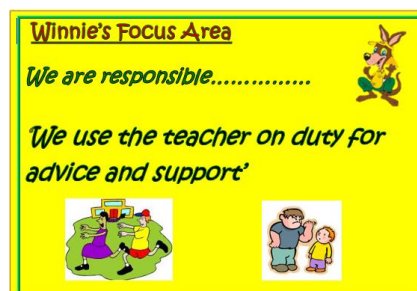 Winnie's Focus Area
We are responsible...............
We use the teacher on duty for
advice and support'